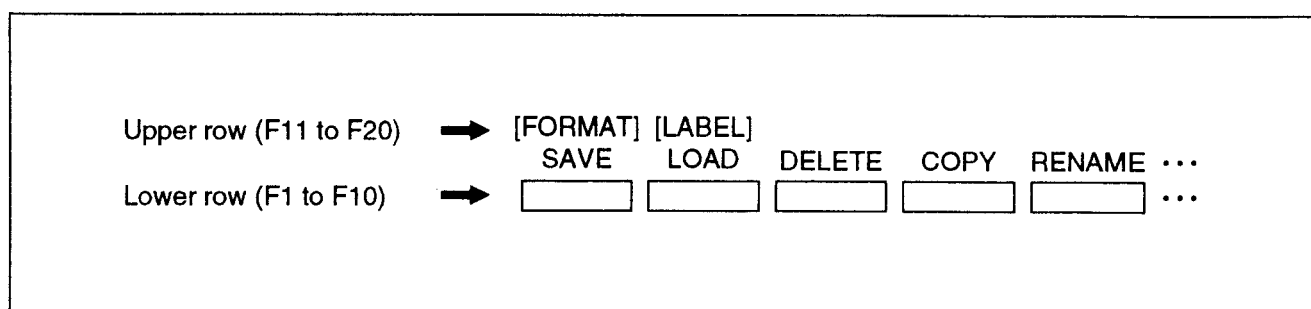 Upper row (F11 to F20) [FORMAT] [LABEL]
SAVE LOAD DELETE COPY RENAME ···
Lower row (F1 to F10) ···